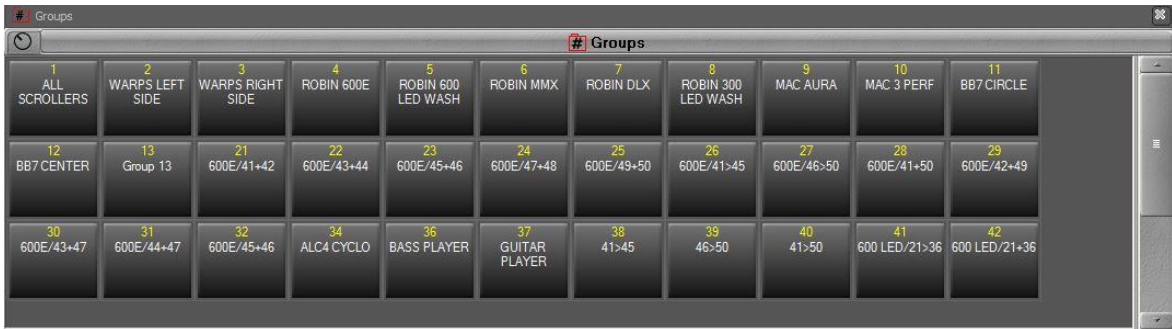 # Groups
# Groups
1
ALL
SCROLLERS
2
WARPS LEFT
SIDE
3
WARPS RIGHT
SIDE
4
ROBIN 600E
5
ROBIN 600
LED WASH
6
ROBIN MMX
7
ROBIN DLX
8
ROBIN 300
LED WASH
9
MAC AURA
10
MAC 3 PERF
11
BB7 CIRCLE
12
BB7 CENTER
13
Group 13
21
600E/41+42
22
600E/43+44
23
600E/45+46
24
600E/47+48
25
600E/49+50
26
600E/41>45
27
600E/46>50
28
600E/41+50
29
600E/42+49
30
600E/43+47
31
600E/44+47
32
600E/45+46
34
ALC4 CYCLO
36
BASS PLAYER
37
GUITAR
PLAYER
38
41>45
39
46>50
40
41>50
41
600 LED/21>36
42
600 LED/21+36